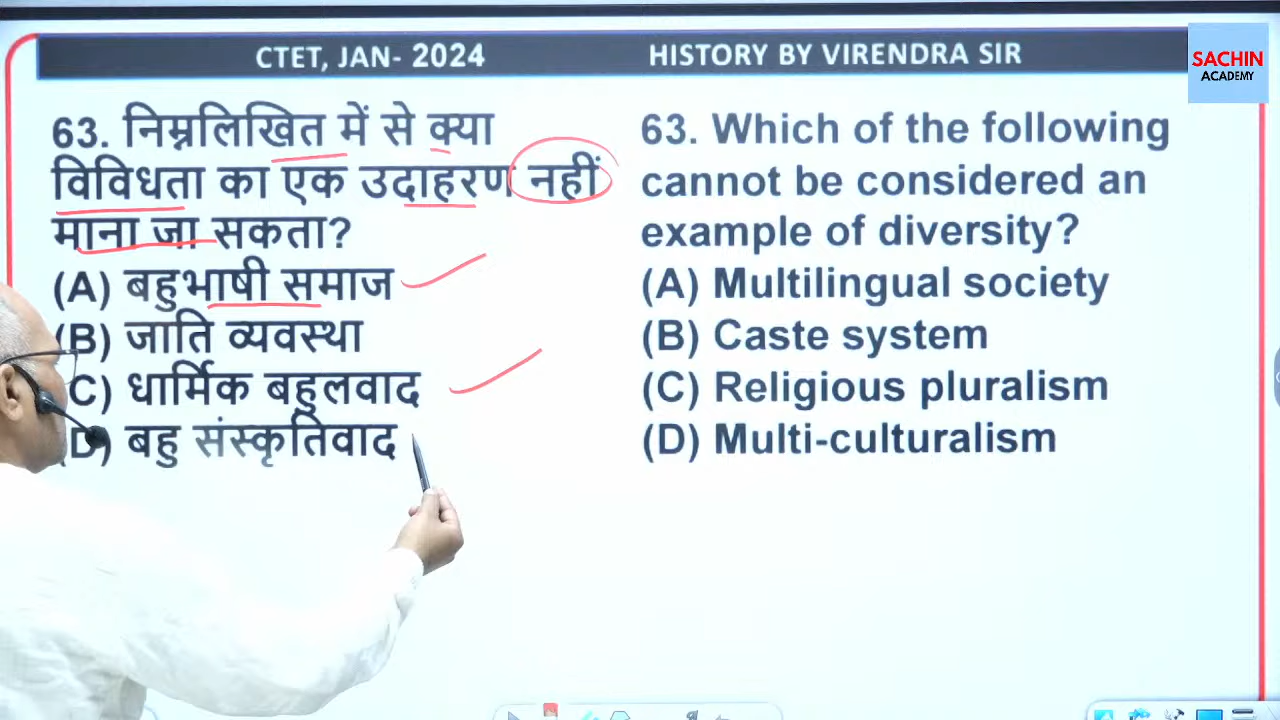 CTET, JAN- 2024
HISTORY BY VIRENDRA SIR
SACHIN
ACADEMY
63. निम्नलिखित में से क्या
विविधता का एक उदाहरण नहीं
माना जा सकता?
(A) बहुभाषी समाज
(B) जाति व्यवस्था
(C) धार्मिक बहुलवाद
(D) बहु संस्कृतिवाद
63. Which of the following
cannot be considered an
example of diversity?
(A) Multilingual society
(B) Caste system
(C) Religious pluralism
(D) Multi-culturalism